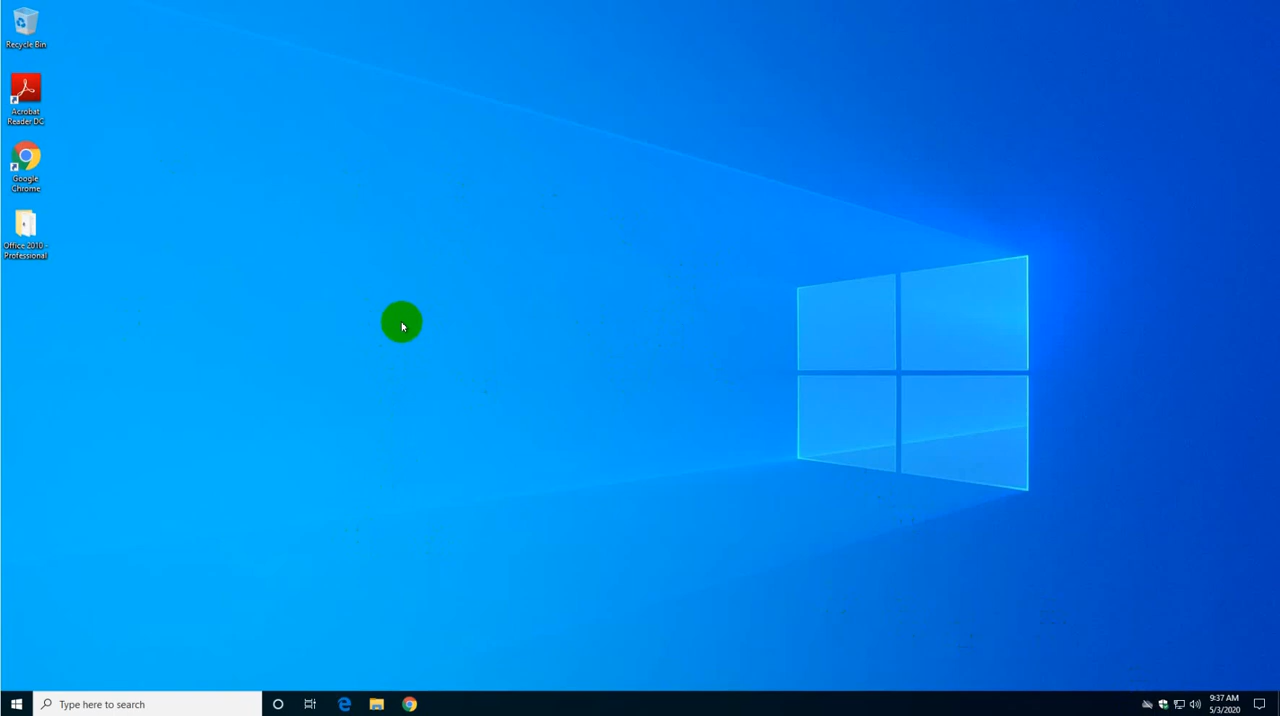 Recycle Bin
Acrobat
Reader DC
Google
Chrome
Office 2010 -
Professional
Type here to search
9:37 AM
5/3/2020